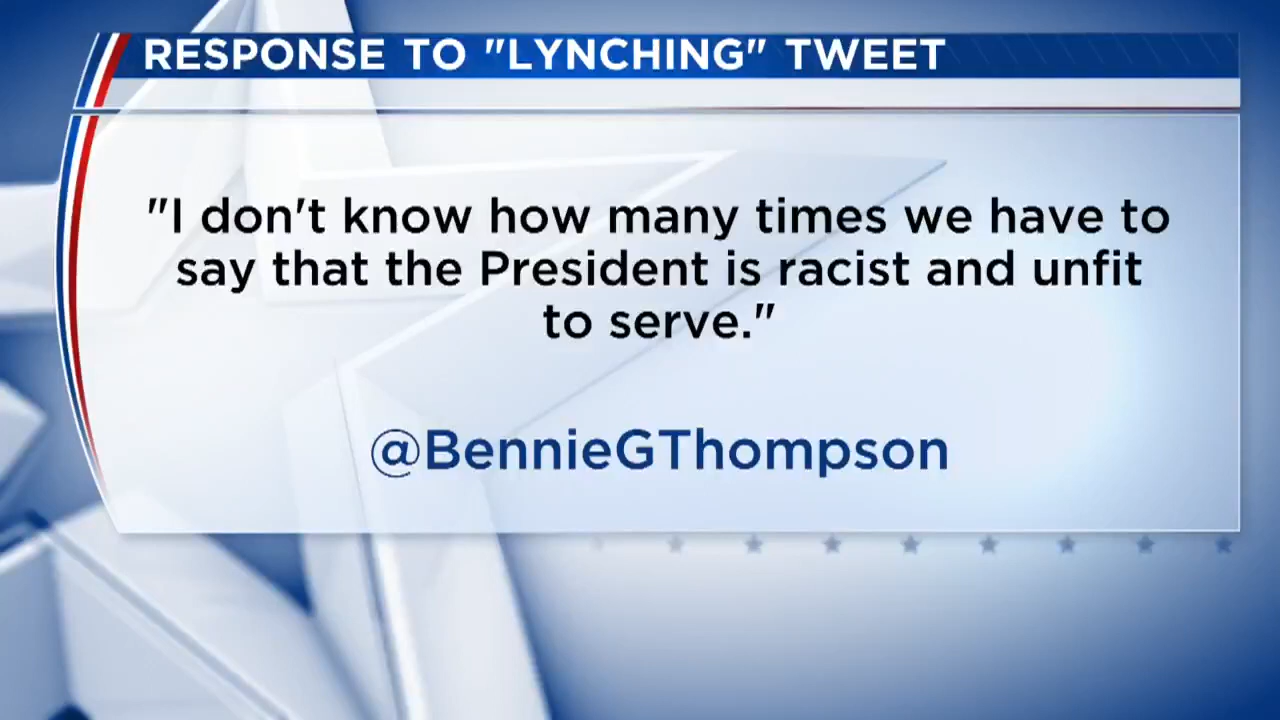 RESPONSE TO "LYNCHING" TWEET
"I don't know how many times we have to
say that the President is racist and unfit
to serve."
@BennieGThompson